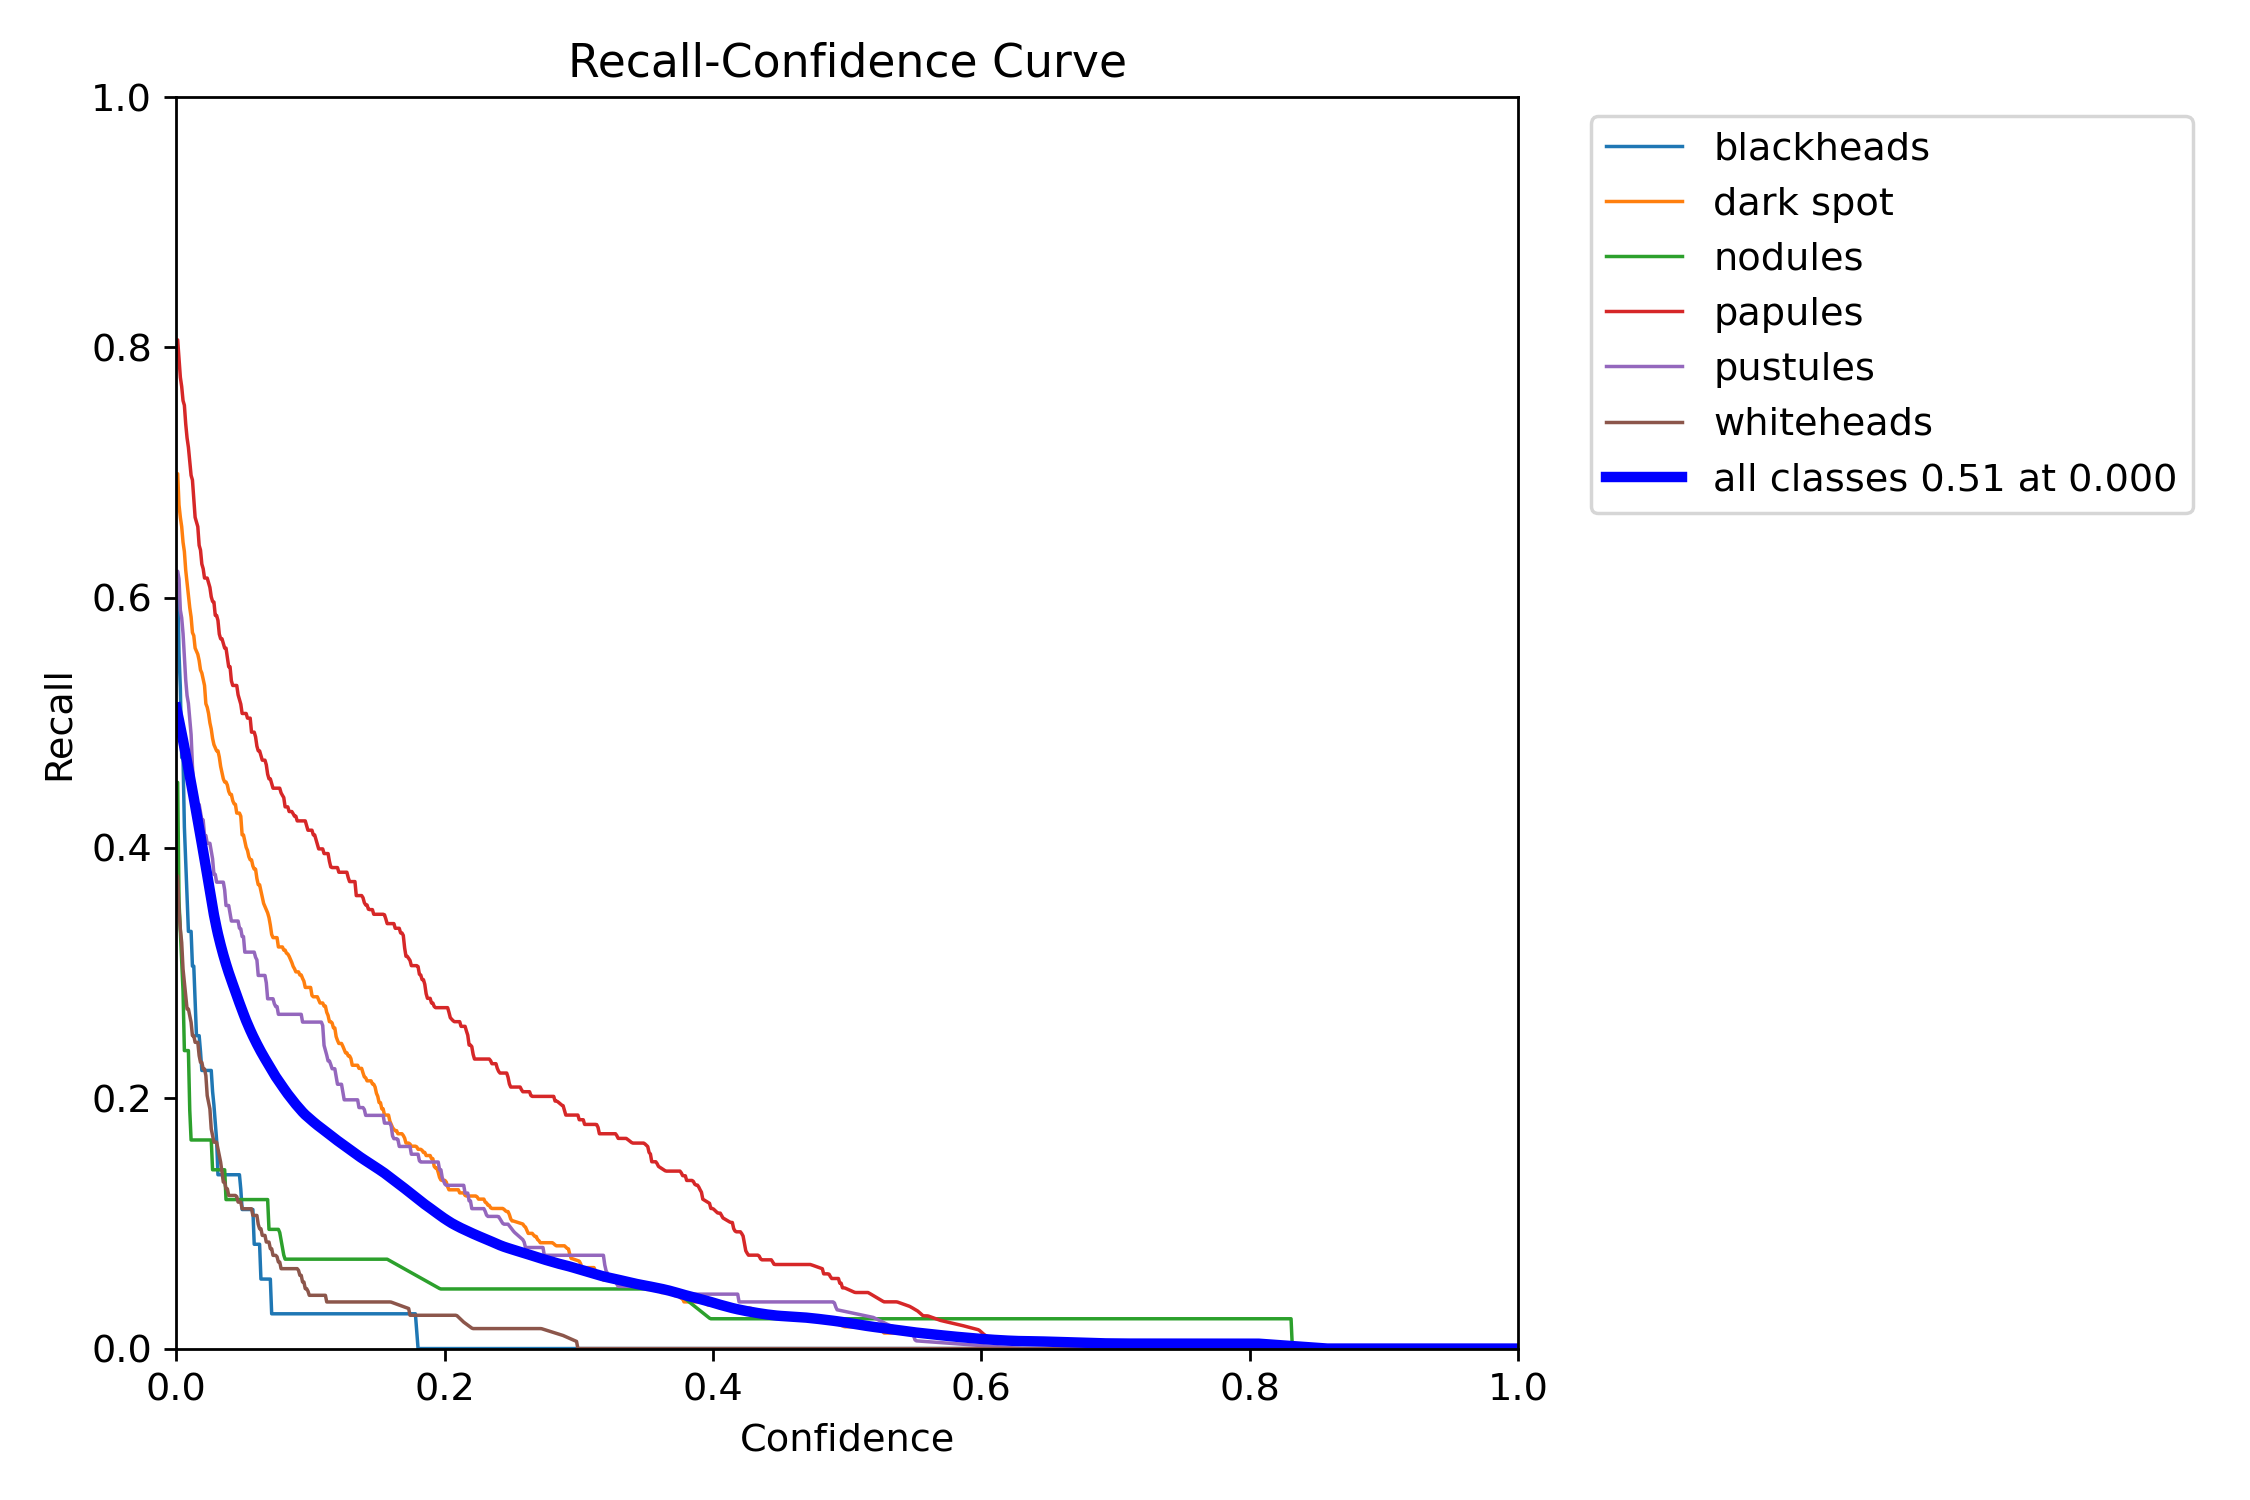 Recall-Confidence Curve
1.0
0.8
0.6
0.4
0.2
0.0
Recall
0.0 0.2 0.4 0.6 0.8 1.0
Confidence
blackheads
dark spot
nodules
papules
pustules
whiteheads
all classes 0.51 at 0.000